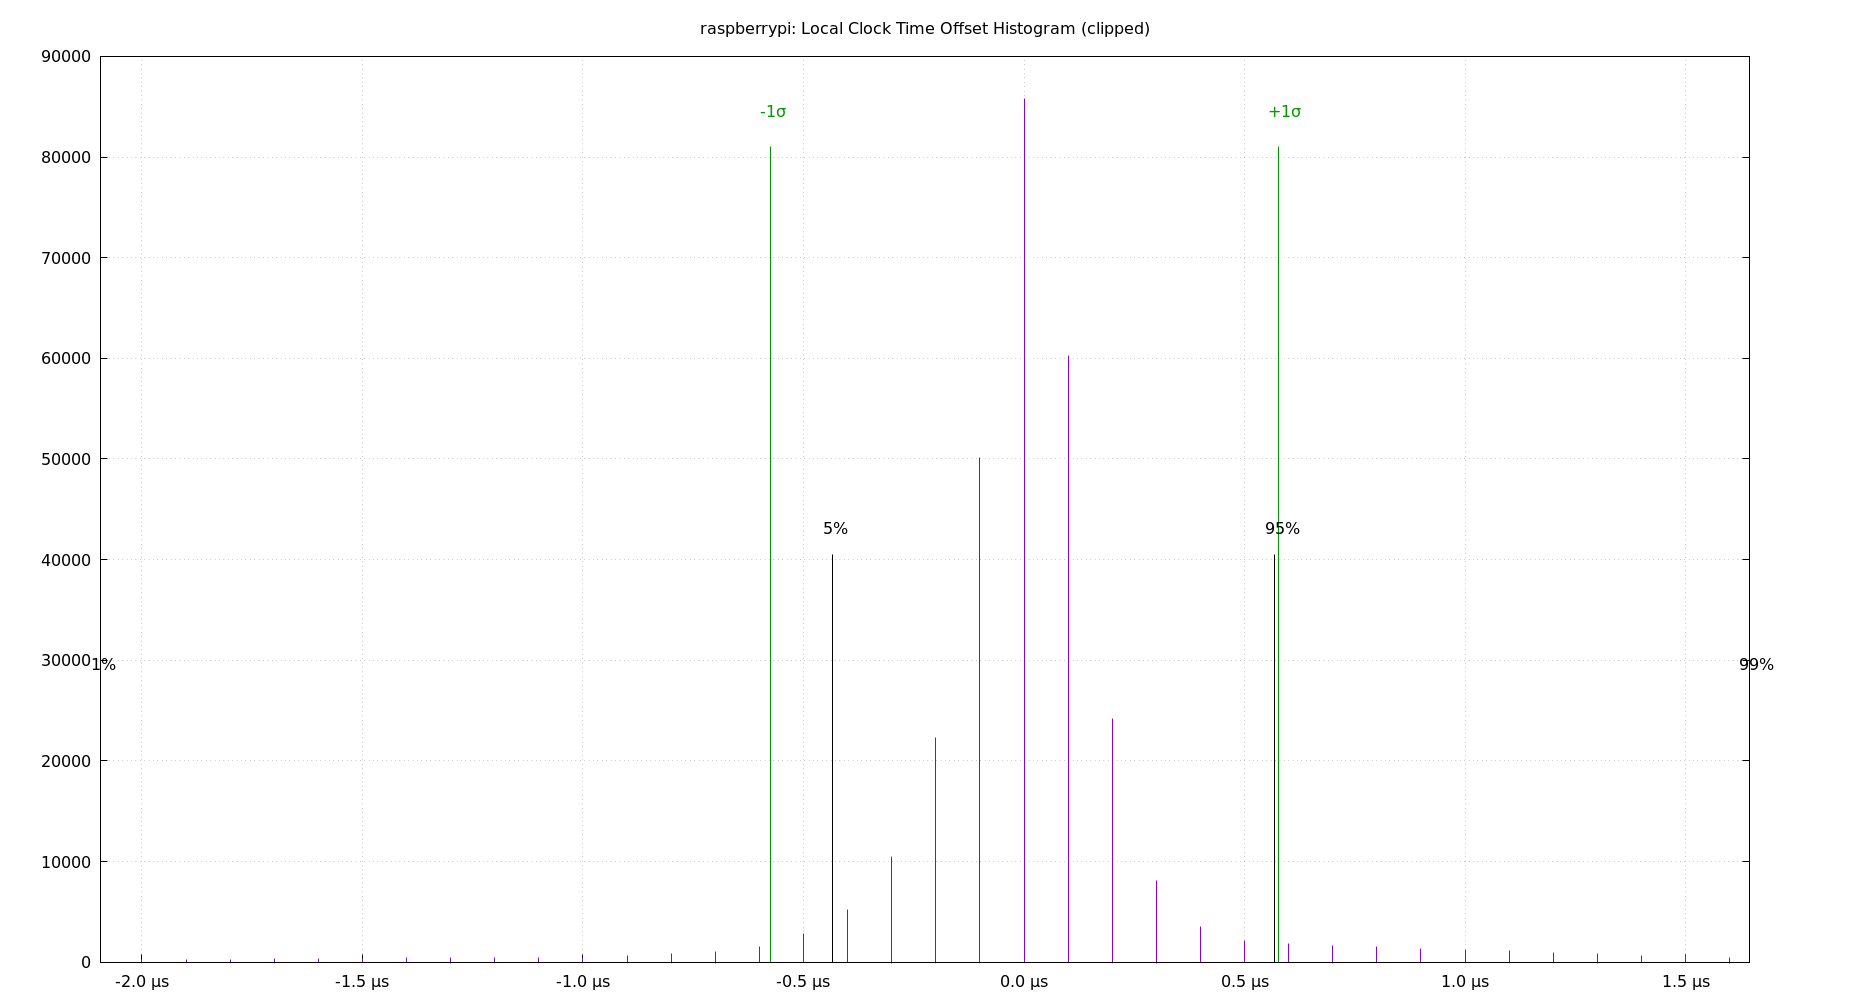 raspberrypi: Local Clock Time Offset Histogram (clipped)
90000
-1σ +1σ
80000
70000
60000
50000
5% 95%
40000
30000 1% 99%
20000
10000
0
-2.0 µs -1.5 µs -1.0 µs -0.5 µs 0.0 µs 0.5 µs 1.0 µs 1.5 µs